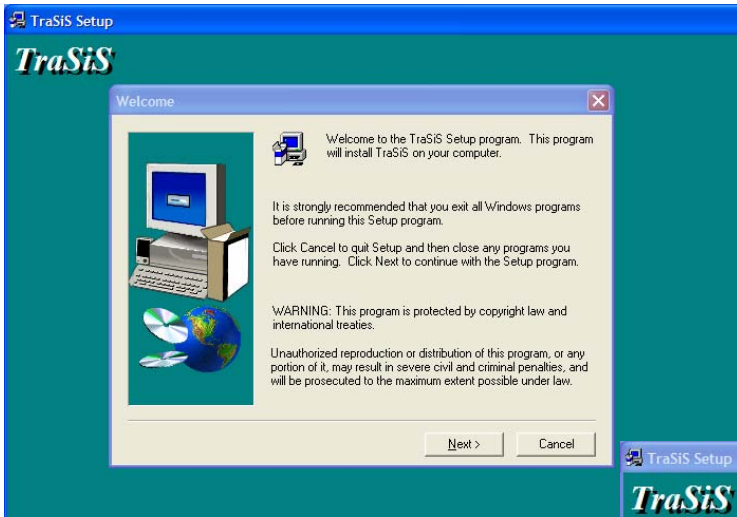 TraSiS Setup
TraSiS
Welcome
Welcome to the TraSiS Setup program. This program
will install TraSiS on your computer.
It is strongly recommended that you exit all Windows programs
before running this Setup program.
Click Cancel to quit Setup and then close any programs you
have running. Click Next to continue with the Setup program.
WARNING: This program is protected by copyright law and
international treaties.
Unauthorized reproduction or distribution of this program, or any
portion of it, may result in severe civil and criminal penalties, and
will be prosecuted to the maximum extent possible under law.
Next >
Cancel
TraSiS Setup
TraSiS